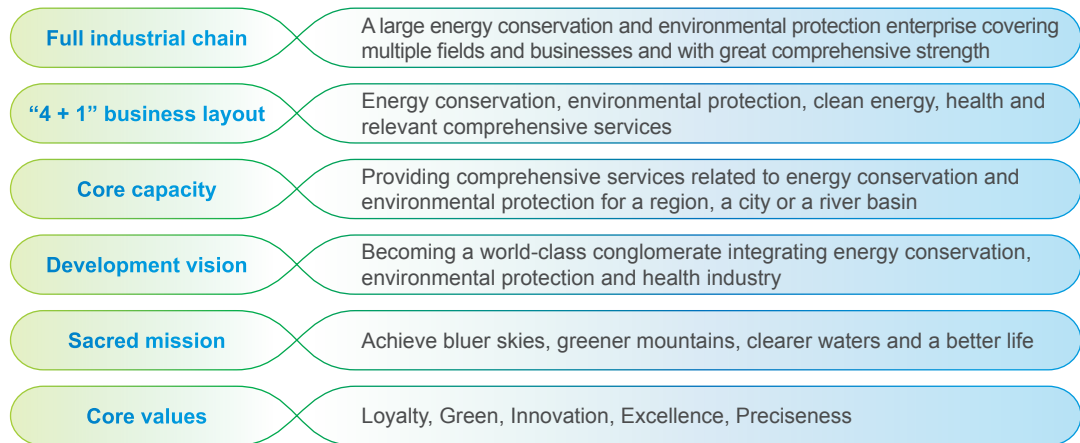 Full industrial chain
A large energy conservation and environmental protection enterprise covering
multiple fields and businesses and with great comprehensive strength
“4 + 1” business layout
Energy conservation, environmental protection, clean energy, health and
relevant comprehensive services
Core capacity
Providing comprehensive services related to energy conservation and
environmental protection for a region, a city or a river basin
Development vision
Becoming a world-class conglomerate integrating energy conservation,
environmental protection and health industry
Sacred mission
Achieve bluer skies, greener mountains, clearer waters and a better life
Core values
Loyalty, Green, Innovation, Excellence, Preciseness